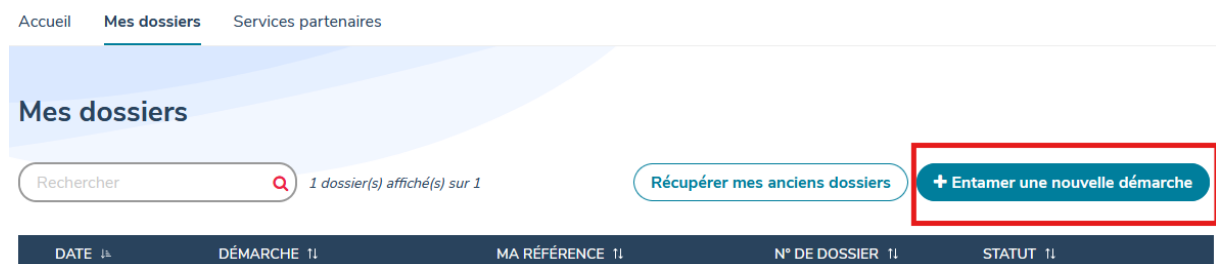 Accueil Mes dossiers Services partenaires
Mes dossiers
Rechercher 1 dossier(s) affiché(s) sur 1 Récupérer mes anciens dossiers + Entamer une nouvelle démarche
DATE DÉMARCHE MA RÉFÉRENCE N° DE DOSSIER STATUT